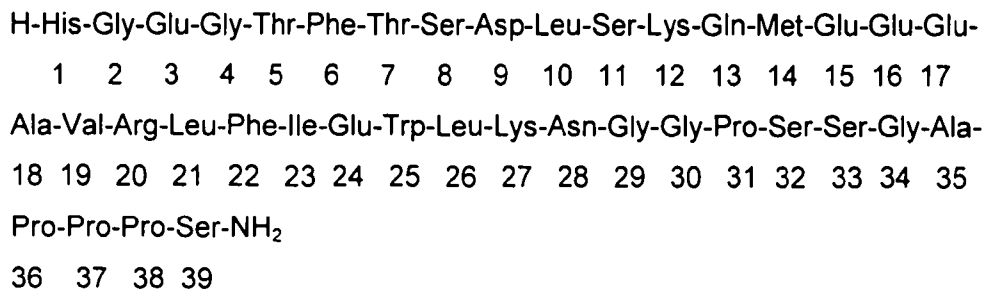 H-His-Gly-Glu-Gly-Thr-Phe-Thr-Ser-Asp-Leu-Ser-Lys-Gln-Met-Glu-Glu-Glu-
1 2 3 4 5 6 7 8 9 10 11 12 13 14 15 16 17
Ala-Val-Arg-Leu-Phe-Ile-Glu-Trp-Leu-Lys-Asn-Gly-Gly-Pro-Ser-Ser-Gly-Ala-
18 19 20 21 22 23 24 25 26 27 28 29 30 31 32 33 34 35
Pro-Pro-Pro-Ser-NH₂
36 37 38 39